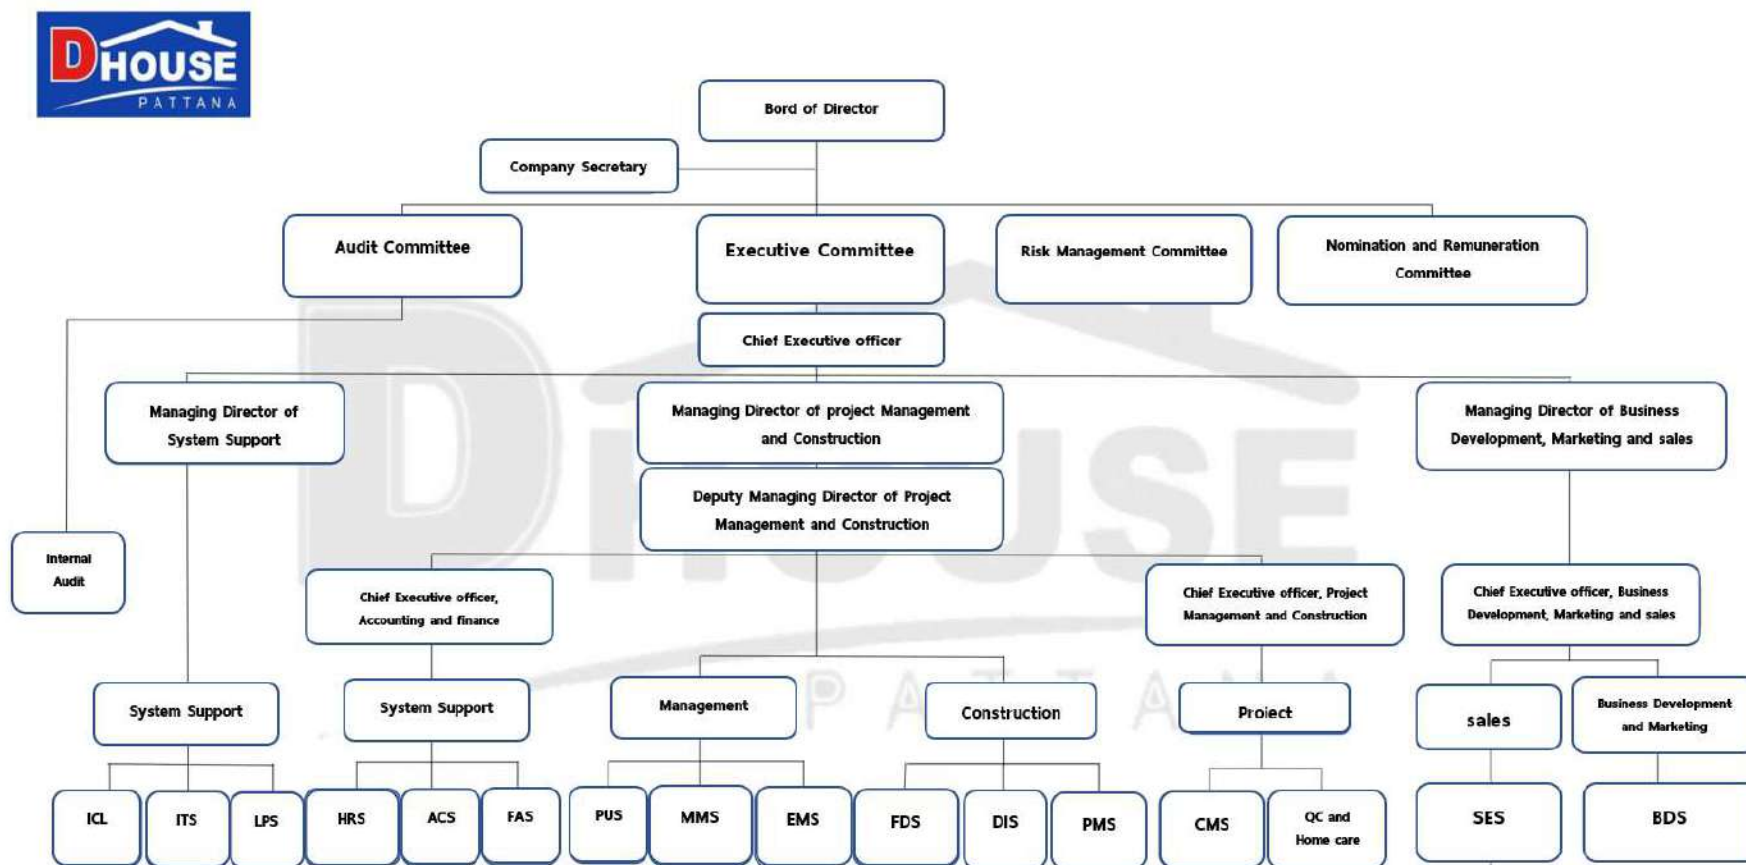 DHOUSE
PATTANA
Bord of Director
Company Secretary
Audit Committee
Executive Committee
Risk Management Committee
Nomination and Remuneration
Committee
Chief Executive officer
Managing Director of
System Support
Managing Director of project Management
and Construction
Managing Director of Business
Development, Marketing and sales
Deputy Managing Director of Project
Management and Construction
Internal
Audit
Chief Executive officer,
Accounting and finance
Chief Executive officer, Project
Management and Construction
Chief Executive officer, Business
Development, Marketing and sales
System Support
System Support
Management
Construction
Project
sales
Business Development
and Marketing
ICL
ITS
LPS
HRS
ACS
FAS
PUS
MMS
EMS
FDS
DIS
PMS
CMS
QC and
Home care
SES
BDS
DHOUSE
PATTANA